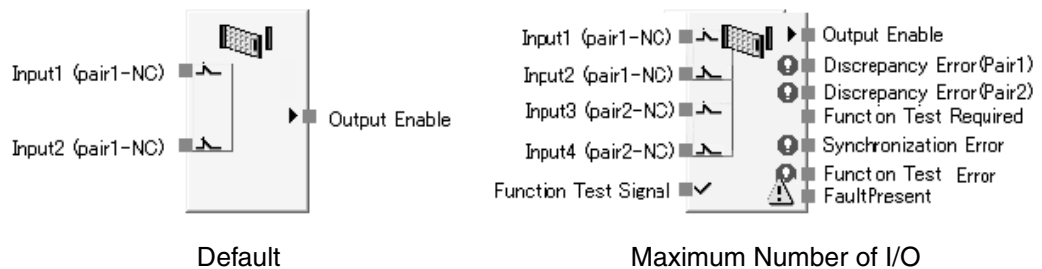 Input1 (pair1-NC)
Input2 (pair1-NC)
Output Enable
Default
Input1 (pair1-NC)
Input2 (pair1-NC)
Input3 (pair2-NC)
Input4 (pair2-NC)
Function Test Signal
Output Enable
Discrepancy Error(Pair1)
Discrepancy Error(Pair2)
Function Test Required
Synchronization Error
Function Test Error
FaultPresent
Maximum Number of I/O